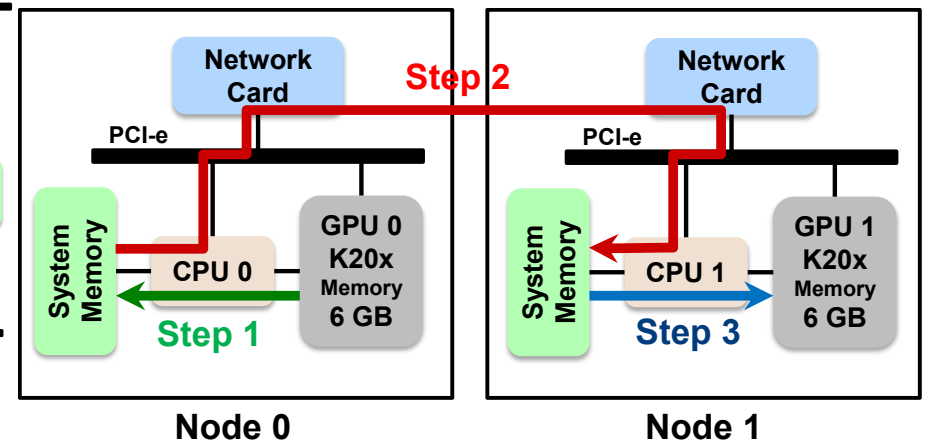 Network
Card
Step 2
Network
Card
PCI-e
PCI-e
System
Memory
CPU 0
GPU 0
K20x
Memory
6 GB
Step 1
System
Memory
CPU 1
GPU 1
K20x
Memory
6 GB
Step 3
Node 0
Node 1